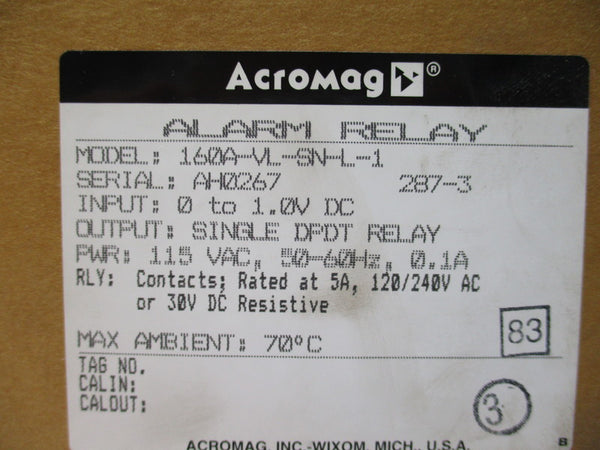 Acromag®
ALARM RELAY
MODEL: 160A-VL-SN-L-1
SERIAL: AH0267 287-3
INPUT: 0 to 1.0V DC
OUTPUT: SINGLE DPDT RELAY
PWR: 115 VAC, 50-60Hz, 0.1A
RLY: Contacts; Rated at 5A, 120/240V AC
or 30V DC Resistive
83
MAX AMBIENT: 70°C
TAG NO.
CALIN:
CALOUT:
3
ACROMAG, INC.-WIXOM, MICH., U.S.A. B